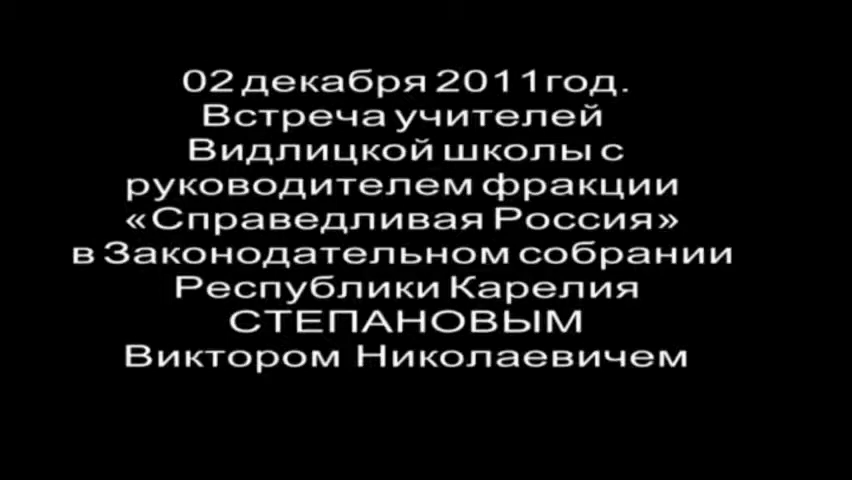 02 декабря 2011год.
Встреча учителей
Видлицкой школы с
руководителем фракции
«Справедливая Россия»
в Законодательном собрании
Республики Карелия
СТЕПАНОВЫМ
Виктором Николаевичем